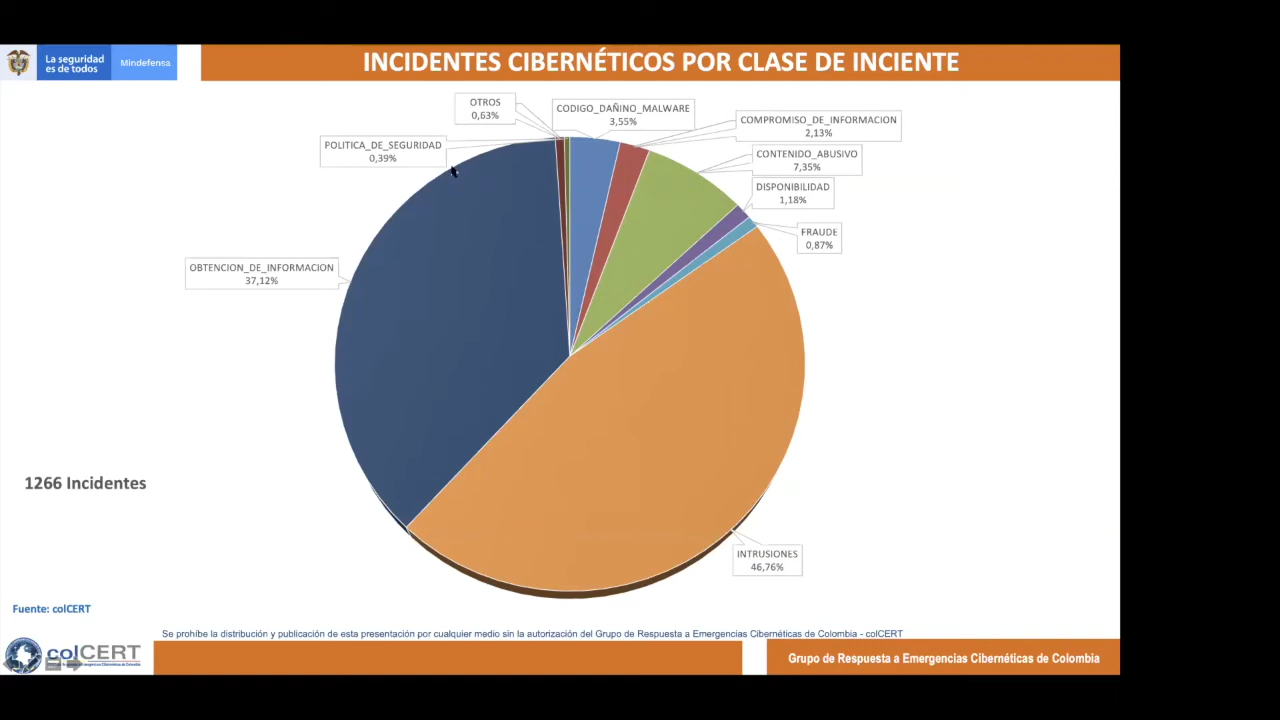 La seguridad
es de todos
Mindefensa
INCIDENTES CIBERNÉTICOS POR CLASE DE INCIENTE
OTROS
0,63%
CODIGO_DAÑINO_MALWARE
3,55%
COMPROMISO_DE_INFORMACION
2,13%
POLITICA_DE_SEGURIDAD
0,39%
CONTENIDO_ABUSIVO
7,35%
DISPONIBILIDAD
1,18%
FRAUDE
0,87%
OBTENCION_DE_INFORMACION
37,12%
1266 Incidentes
INTRUSIONES
46,76%
Fuente: colCERT
Se prohíbe la distribución y publicación de esta presentación por cualquier medio sin la autorización del Grupo de Respuesta a Emergencias Cibernéticas de Colombia - colCERT
colCERT
Grupo de Respuesta a Emergencias Cibernéticas de Colombia